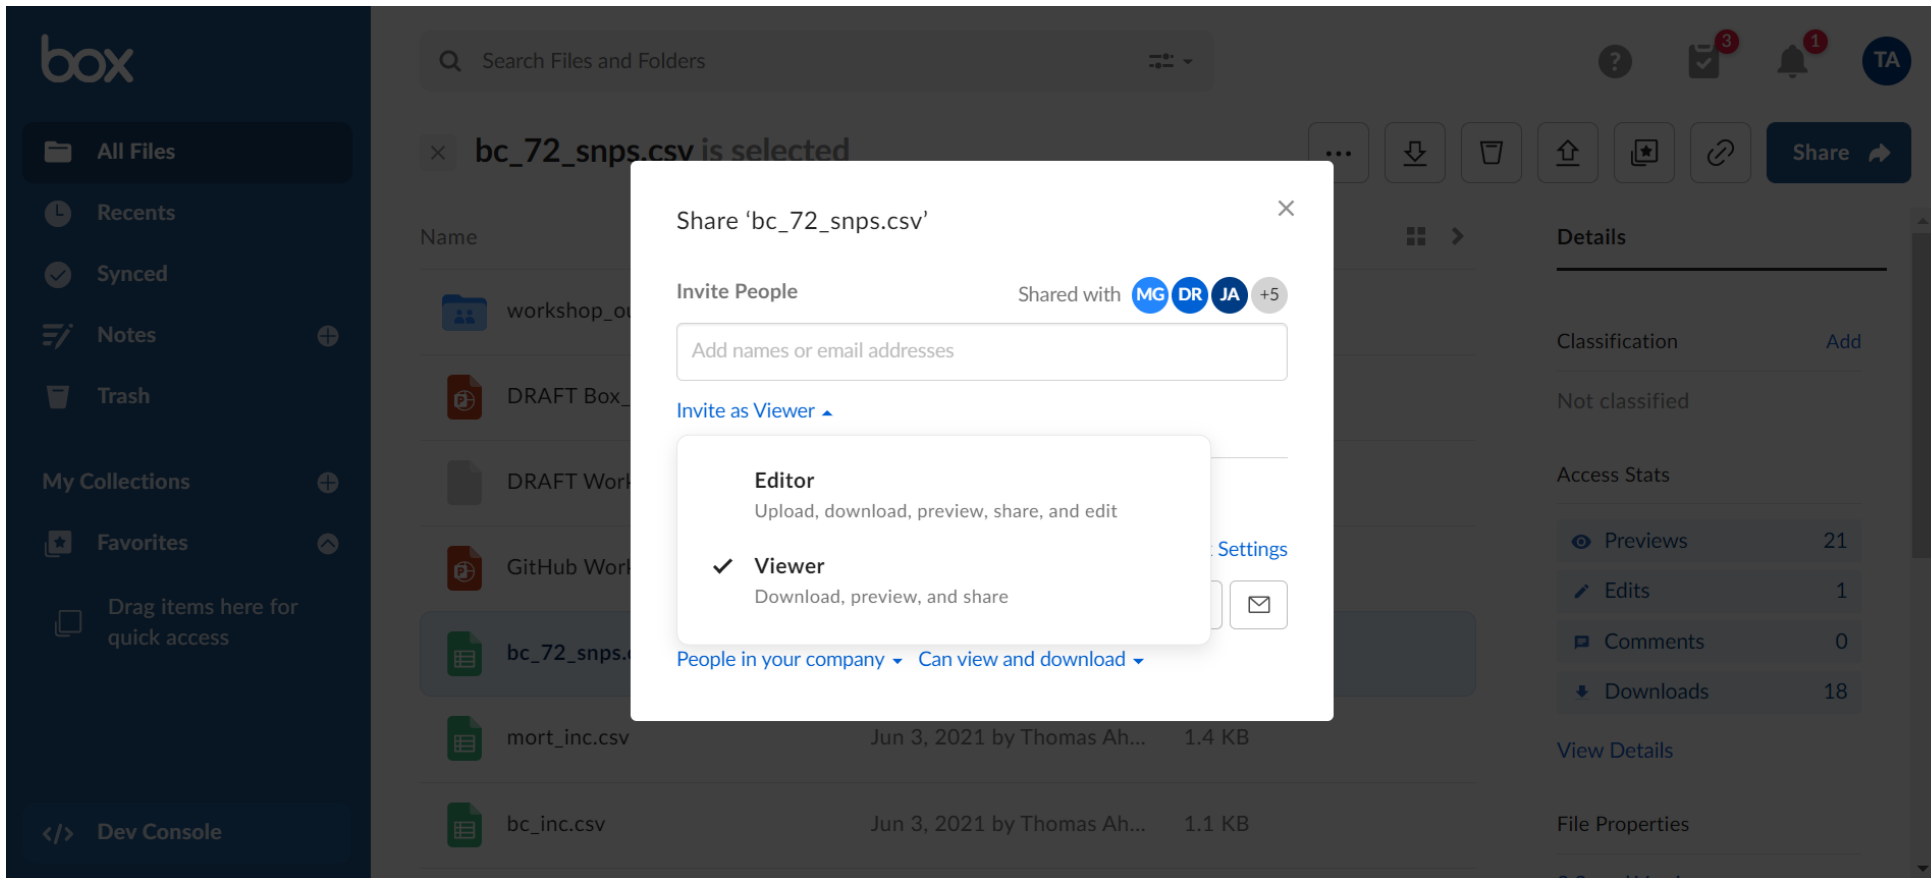 box
Search Files and Folders
3
1
TA
All Files
Recents
Synced
Notes
Trash
My Collections
Favorites
Drag items here for
quick access
Dev Console
bc_72_snps.csv is selected
Share
Name
workshop_ou
DRAFT Box_
DRAFT Work
GitHub Work
bc_72_snps.
mort_inc.csv Jun 3, 2021 by Thomas Ah... 1.4 KB
bc_inc.csv Jun 3, 2021 by Thomas Ah... 1.1 KB
Share ‘bc_72_snps.csv’
Invite People
Shared with MG DR JA +5
Add names or email addresses
Invite as Viewer
Editor
Upload, download, preview, share, and edit
Viewer
Download, preview, and share
Settings
People in your company Can view and download
Details
Classification Add
Not classified
Access Stats
Previews 21
Edits 1
Comments 0
Downloads 18
View Details
File Properties